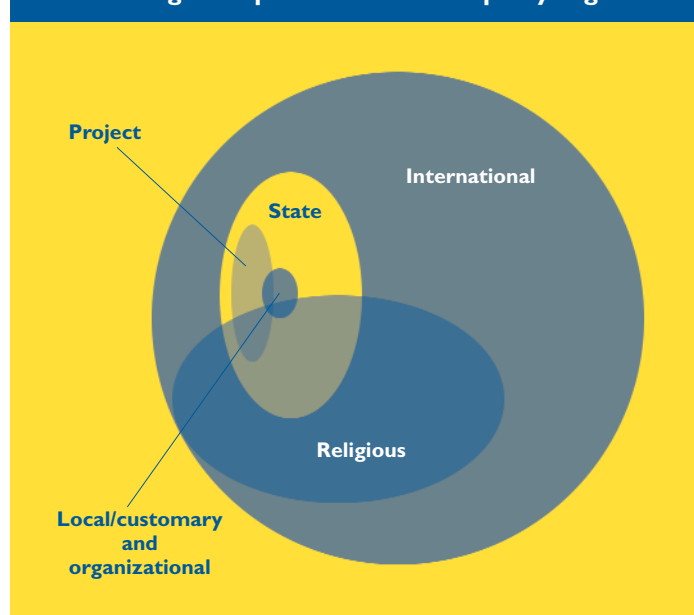 Project
International
State
Religious
Local/customary
and
organizational